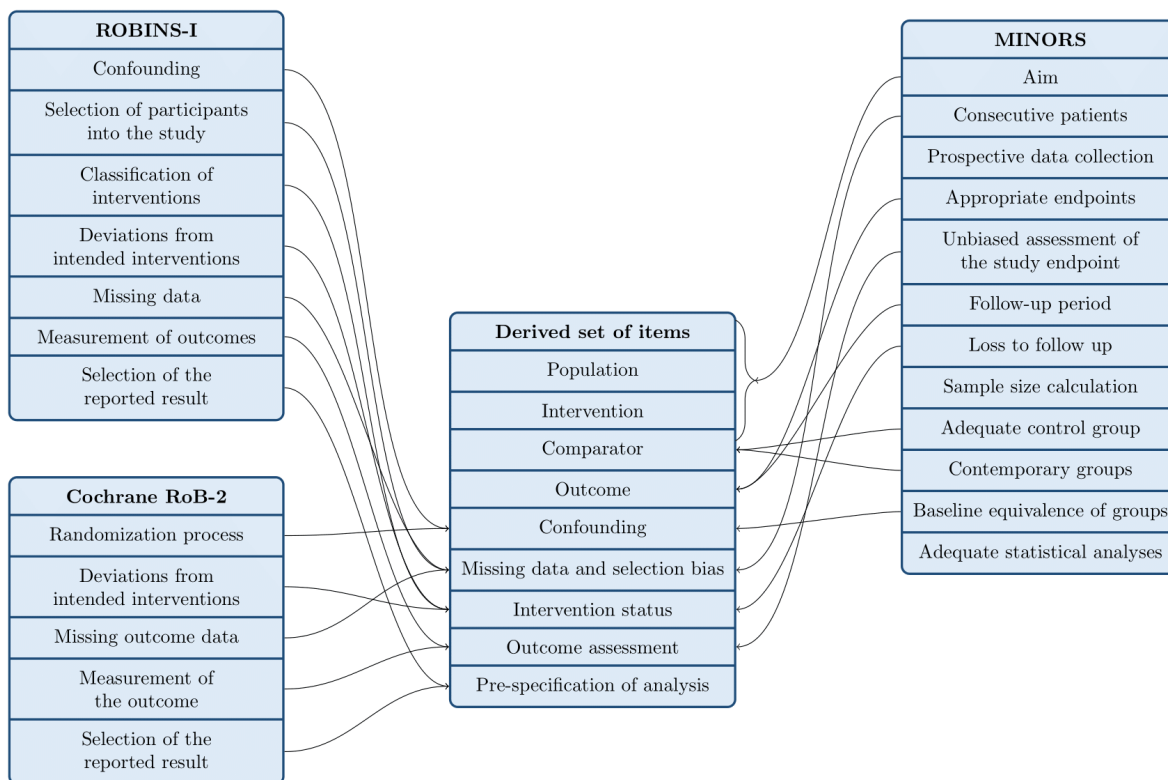 ROBINS-I
Confounding
Selection of participants
into the study
Classification of
interventions
Deviations from
intended interventions
Missing data
Measurement of outcomes
Selection of the
reported result
Cochrane RoB-2
Randomization process
Deviations from
intended interventions
Missing outcome data
Measurement of
the outcome
Selection of the
reported result
Derived set of items
Population
Intervention
Comparator
Outcome
Confounding
Missing data and selection bias
Intervention status
Outcome assessment
Pre-specification of analysis
MINORS
Aim
Consecutive patients
Prospective data collection
Appropriate endpoints
Unbiased assessment of
the study endpoint
Follow-up period
Loss to follow up
Sample size calculation
Adequate control group
Contemporary groups
Baseline equivalence of groups
Adequate statistical analyses